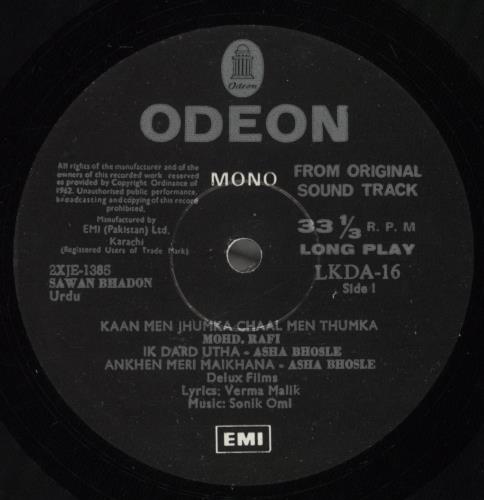 Odeon
ODEON
All rights of the manufacturer and of the
owners of this recorded work reserved
as provided by Copyright Ordinance of
1962. Unauthorised public performance,
broadcasting and copying of this record
prohibited.
Manufactured by
EMI (Pakistan) Ltd.
Karachi
(Registered Users of Trade Mark)
MONO
FROM ORIGINAL
SOUND TRACK
33 1/3 R. P. M
LONG PLAY
2XJE-1385
SAWAN BHADON
Urdu
LKDA-16
Side 1
KAAN MEN JHUMKA CHAAL MEN THUMKA
MOHD. RAFI
IK DARD UTHA - ASHA BHOSLE
ANKHEN MERI MAIKHANA - ASHA BHOSLE
Delux Films
Lyrics; Verma Malik
Music: Sonik Omi
EMI